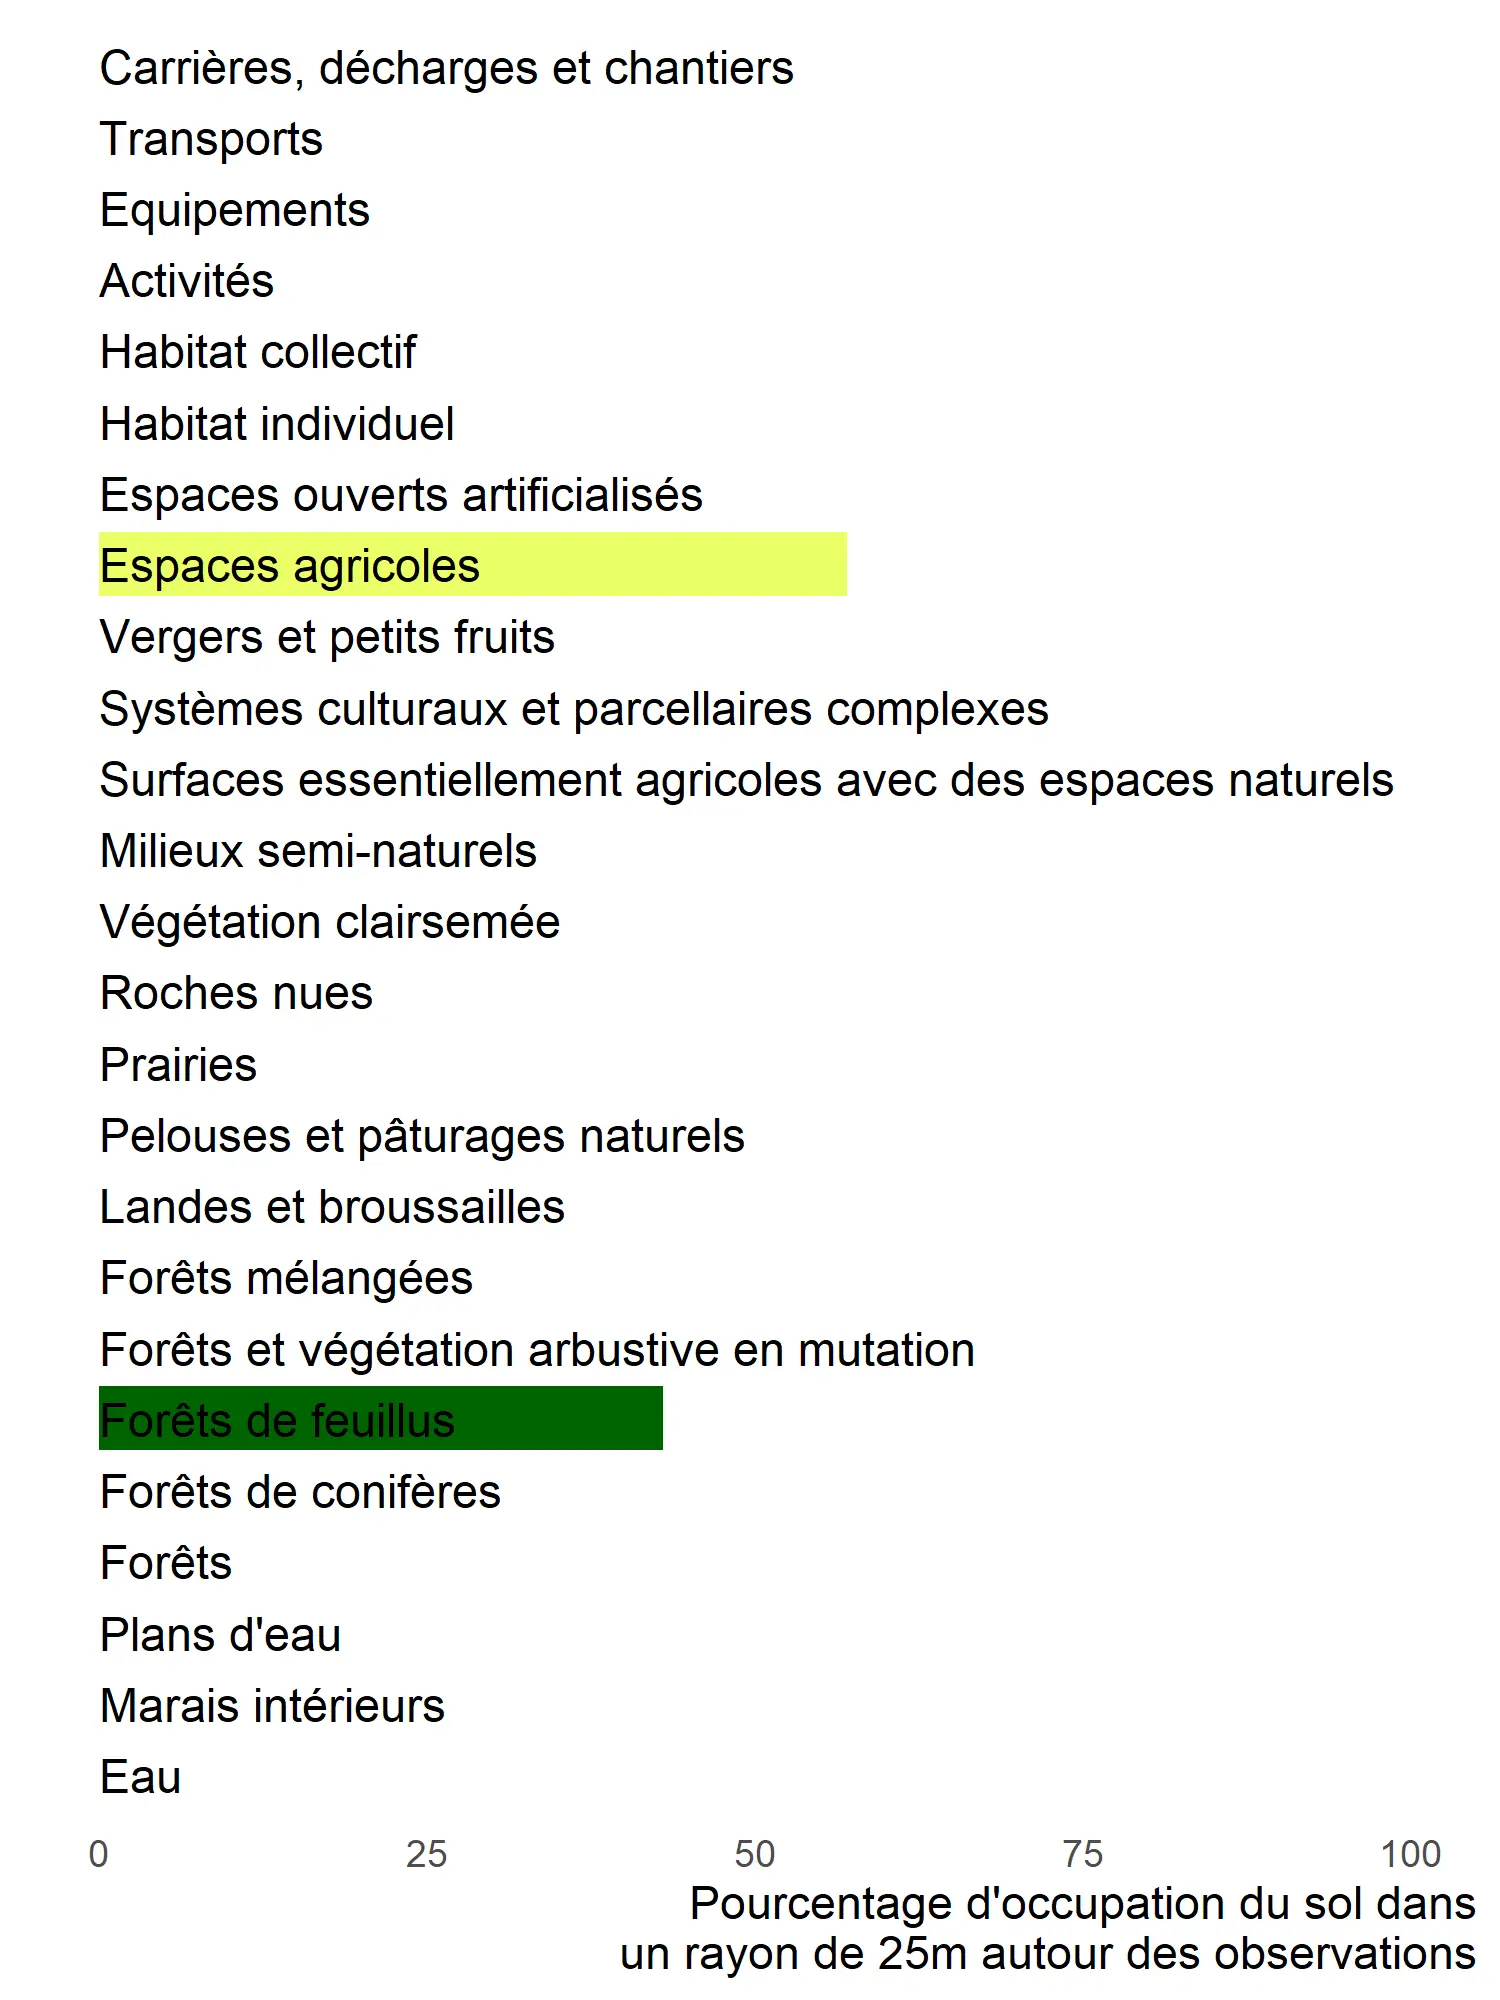 Carrières, décharges et chantiers
Transports
Equipements
Activités
Habitat collectif
Habitat individuel
Espaces ouverts artificialisés
Espaces agricoles
Vergers et petits fruits
Systèmes culturaux et parcellaires complexes
Surfaces essentiellement agricoles avec des espaces naturels
Milieux semi-naturels
Végétation clairsemée
Roches nues
Prairies
Pelouses et pâturages naturels
Landes et broussailles
Forêts mélangées
Forêts et végétation arbustive en mutation
Forêts de feuillus
Forêts de conifères
Forêts
Plans d'eau
Marais intérieurs
Eau
0 25 50 75 100
Pourcentage d'occupation du sol dans
un rayon de 25m autour des observations